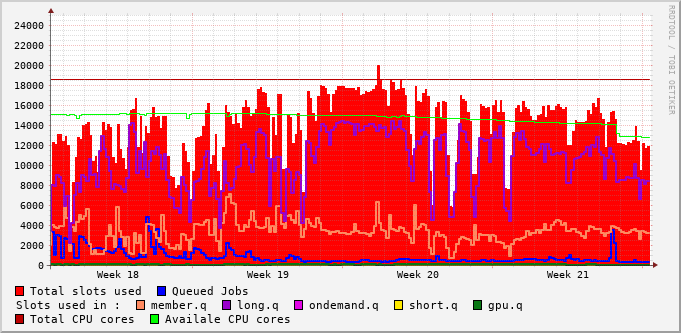 24000
22000
20000
18000
16000
14000
12000
10000
8000
6000
4000
2000
0
Week 18 Week 19 Week 20 Week 21
RRDTOOL / TOBI OETIKER
Total slots used Queued Jobs
Slots used in : member.q long.q ondemand.q short.q gpu.q
Total CPU cores Availale CPU cores